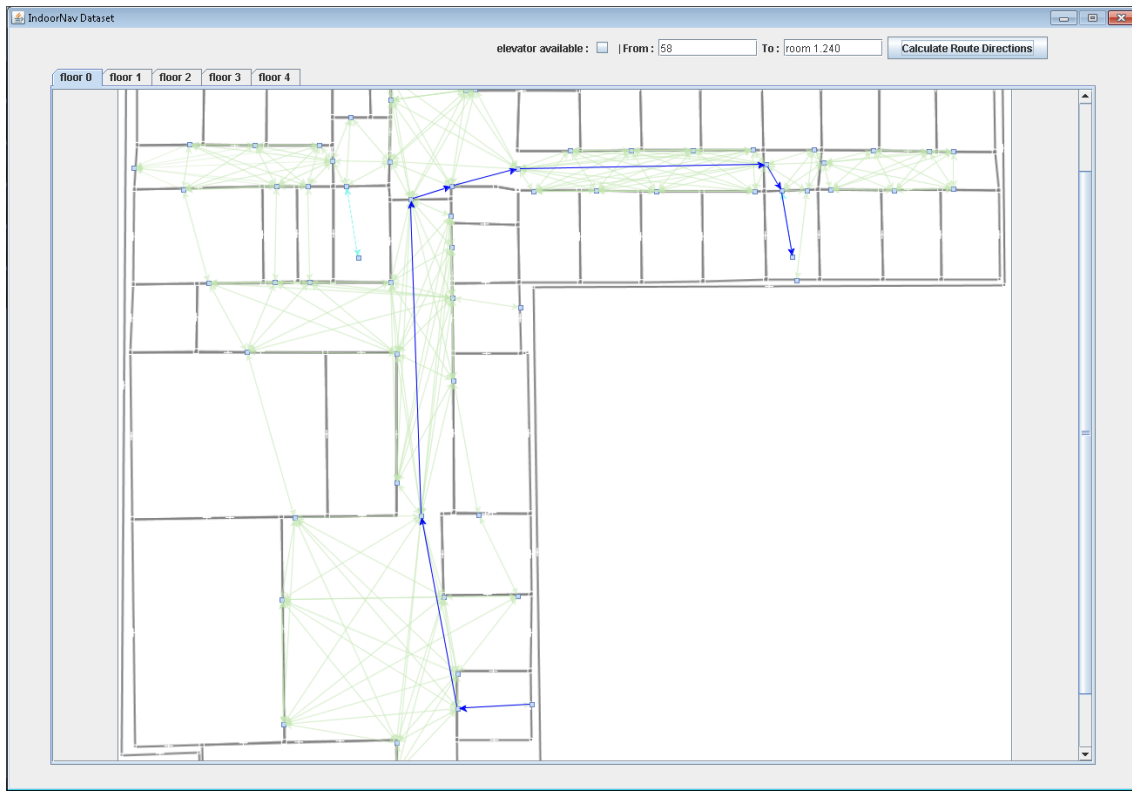 IndoorNav Dataset
elevator available : | From : 58 To : room 1.240 Calculate Route Directions
floor 0 floor 1 floor 2 floor 3 floor 4